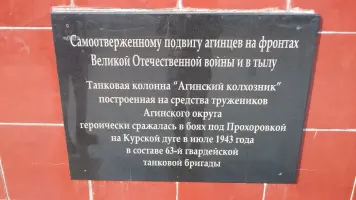 Самоотверженному подвигу агинцев на фронтах
Великой Отечественной войны и в тылу
Танковая колонна "Агинский колхозник"
построенная на средства тружеников
Агинского округа
героически сражалась в боях под Прохоровкой
на Курской дуге в июле 1943 года
в составе 63-й гвардейской
танковой бригады